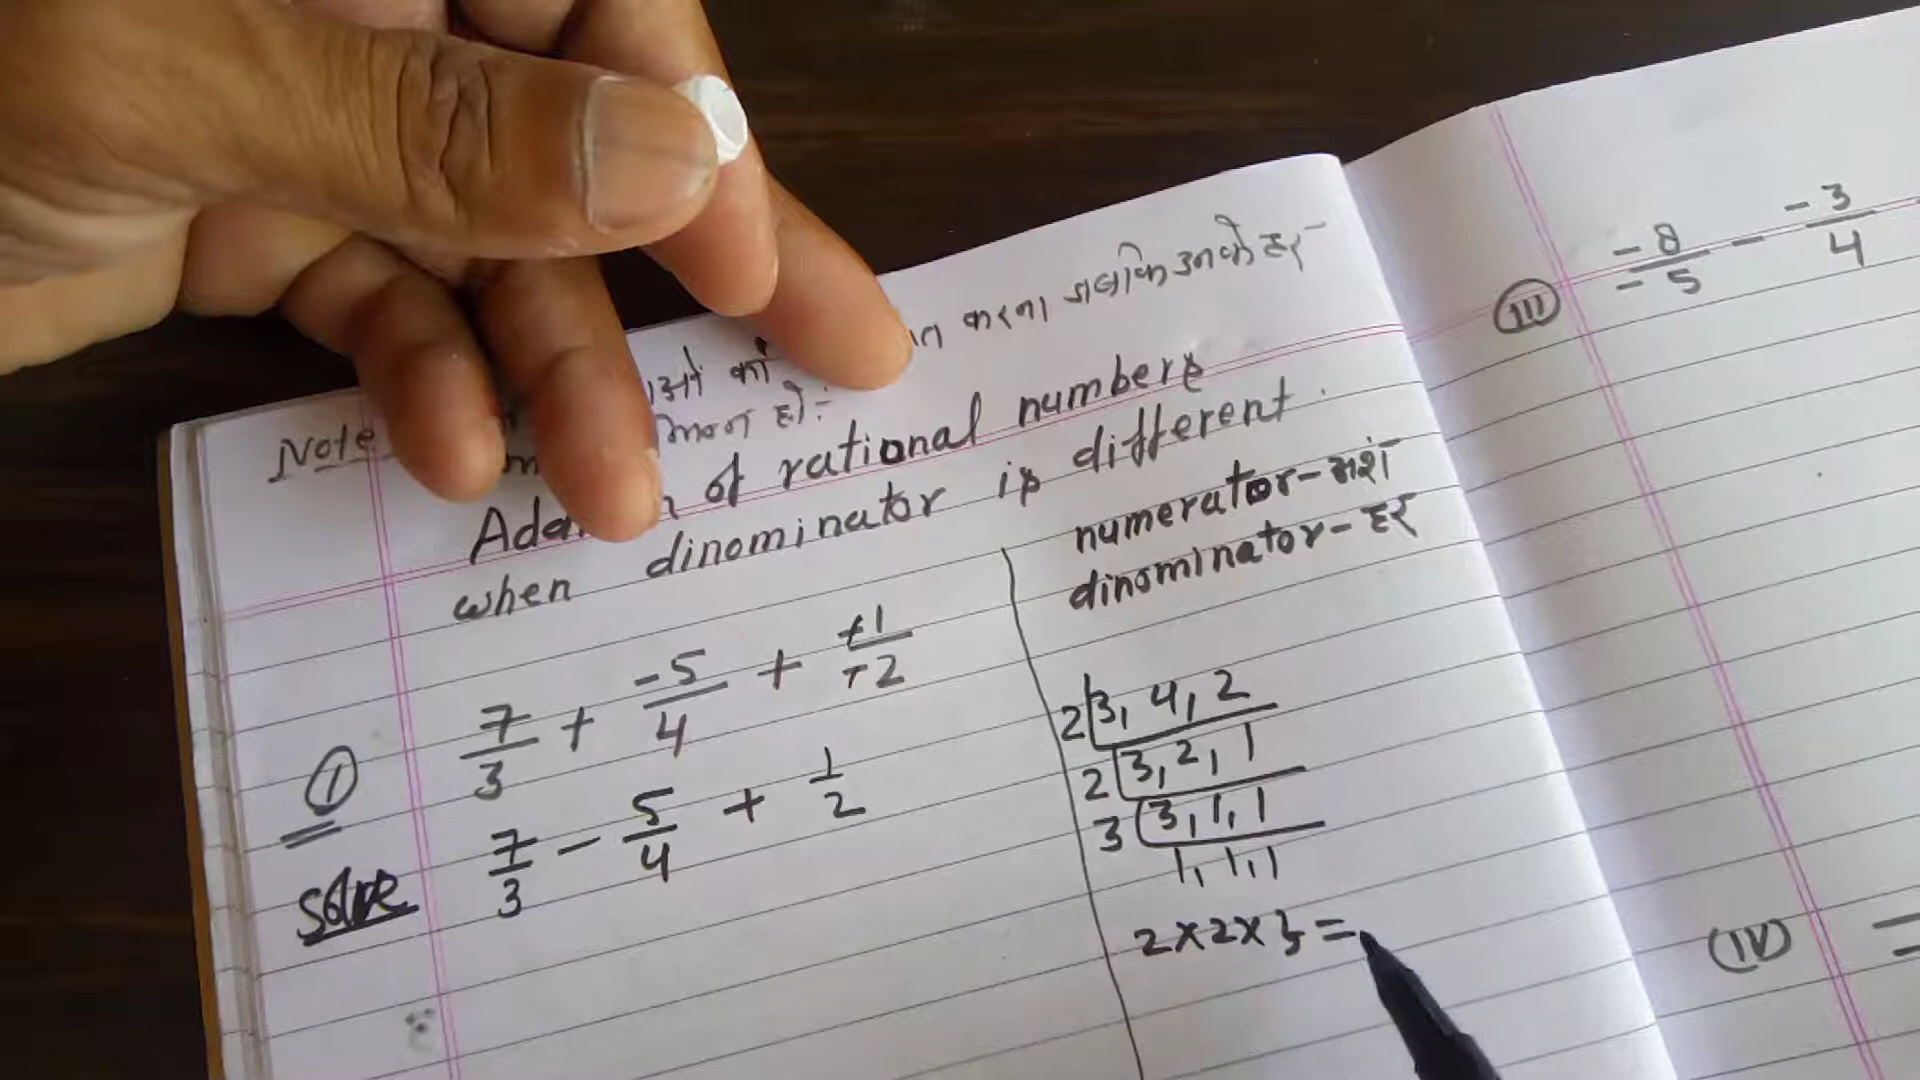 Note करना जबकि उनके हर
of rational numbers
when dinominator is different.
numerator-अंश
dinominator-हर
① 7/3 + -5/4 + +1/+2
solve 7/3 - 5/4 + 1/2
2 3, 4, 2
2 3, 2, 1
3 3, 1, 1
1, 1, 1
2×2×3=
(III) -8/-5 - -3/4
(IV) =